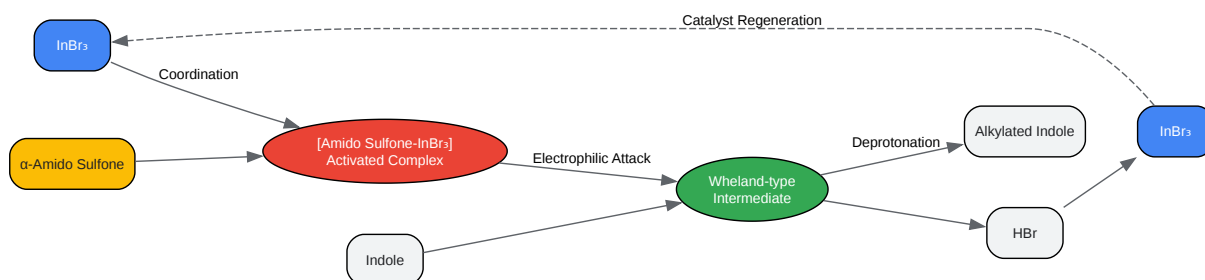 Catalyst Regeneration
InBr₃
Coordination
α-Amido Sulfone
[Amido Sulfone-InBr₃]
Activated Complex
Electrophilic Attack
Indole
Wheland-type
Intermediate
Deprotonation
Alkylated Indole
HBr
InBr₃